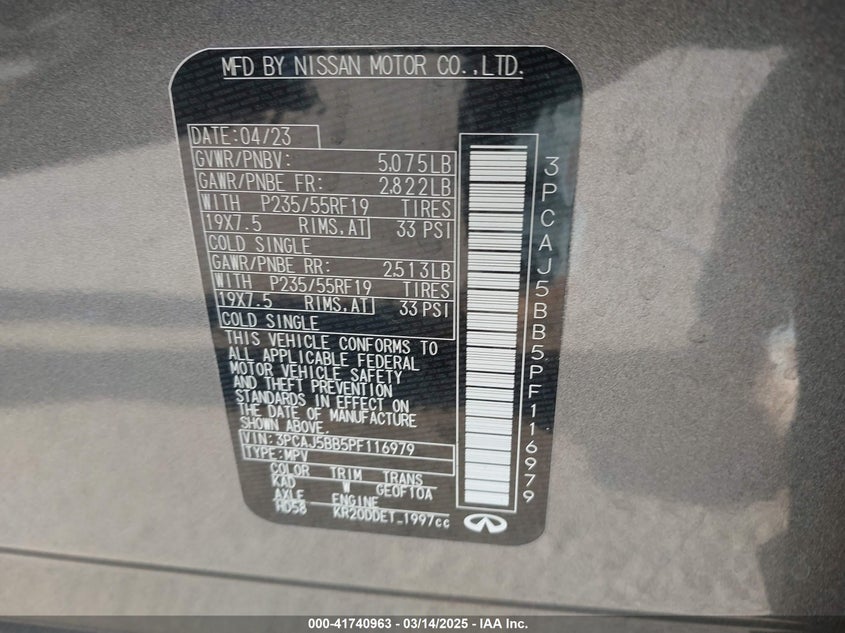 MFD BY NISSAN MOTOR CO.,LTD.
DATE:04/23
GVWR/PNBV: 5,075LB
GAWR/PNBE FR: 2,822LB
WITH P235/55RF19 TIRES
19X7.5 RIMS,AT 33 PSI
COLD SINGLE
GAWR/PNBE RR: 2,513LB
WITH P235/55RF19 TIRES
19X7.5 RIMS,AT 33 PSI
COLD SINGLE
THIS VEHICLE CONFORMS TO
ALL APPLICABLE FEDERAL
MOTOR VEHICLE SAFETY
AND THEFT PREVENTION
STANDARDS IN EFFECT ON
THE DATE OF MANUFACTURE
SHOWN ABOVE.
VIN:3PCAJ5BB5PF116979
TYPE:MPV
COLOR TRIM TRANS
KAD W GEOF10A
AXLE ENGINE
HD58 KR20DDET_1997cc
3PCAJ5BB5PF116979
000-41740963 - 03/14/2025 - IAA Inc.